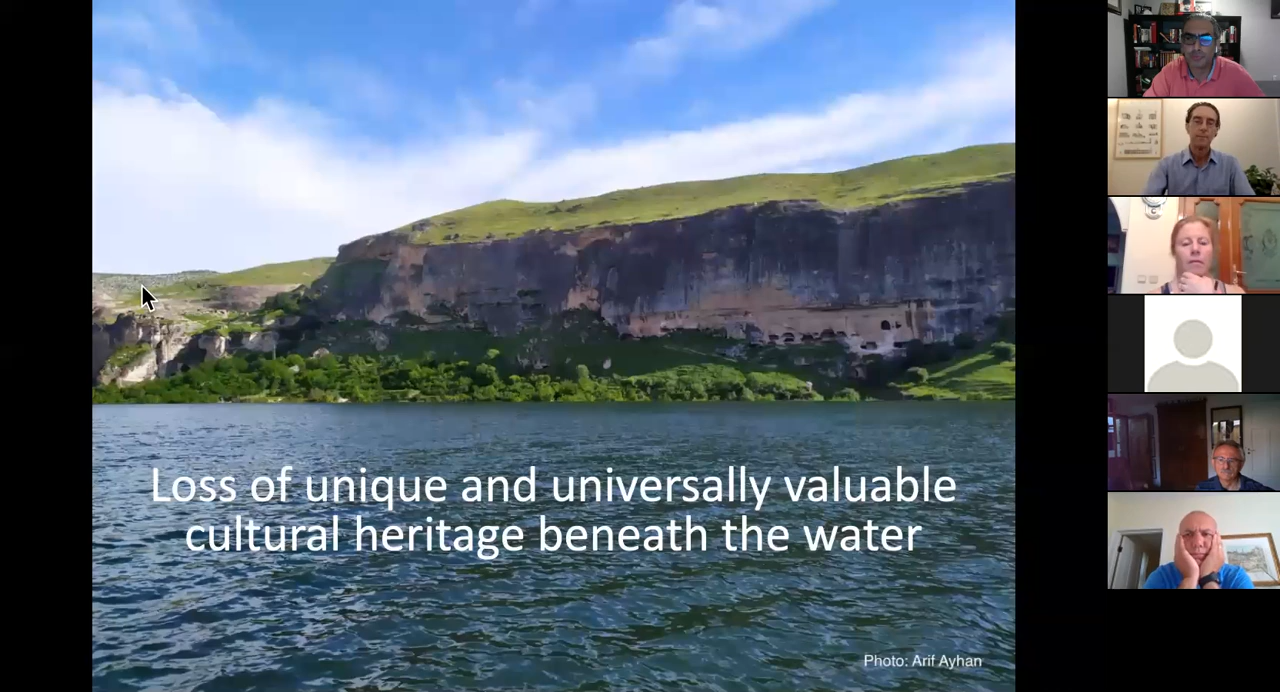 Loss of unique and universally valuable
cultural heritage beneath the water
Photo: Arif Ayhan